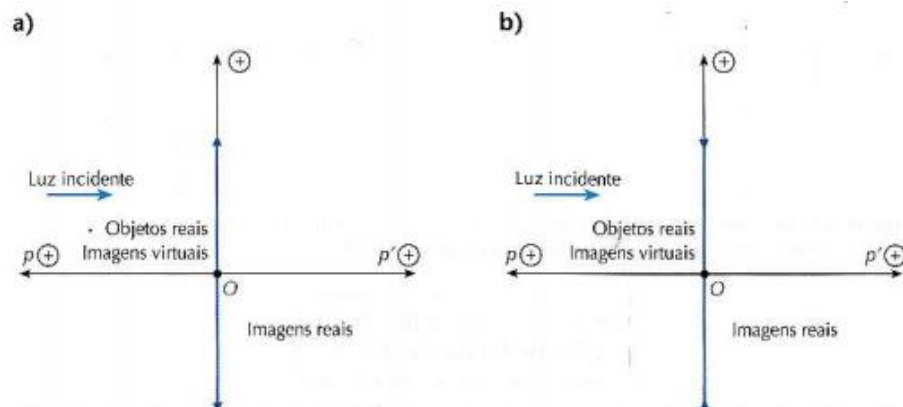 a)
⊕
Luz incidente
Objetos reais
Imagens virtuais
p⊕
p′⊕
O
Imagens reais
b)
⊕
Luz incidente
Objetos reais
Imagens virtuais
p⊕
p′⊕
O
Imagens reais